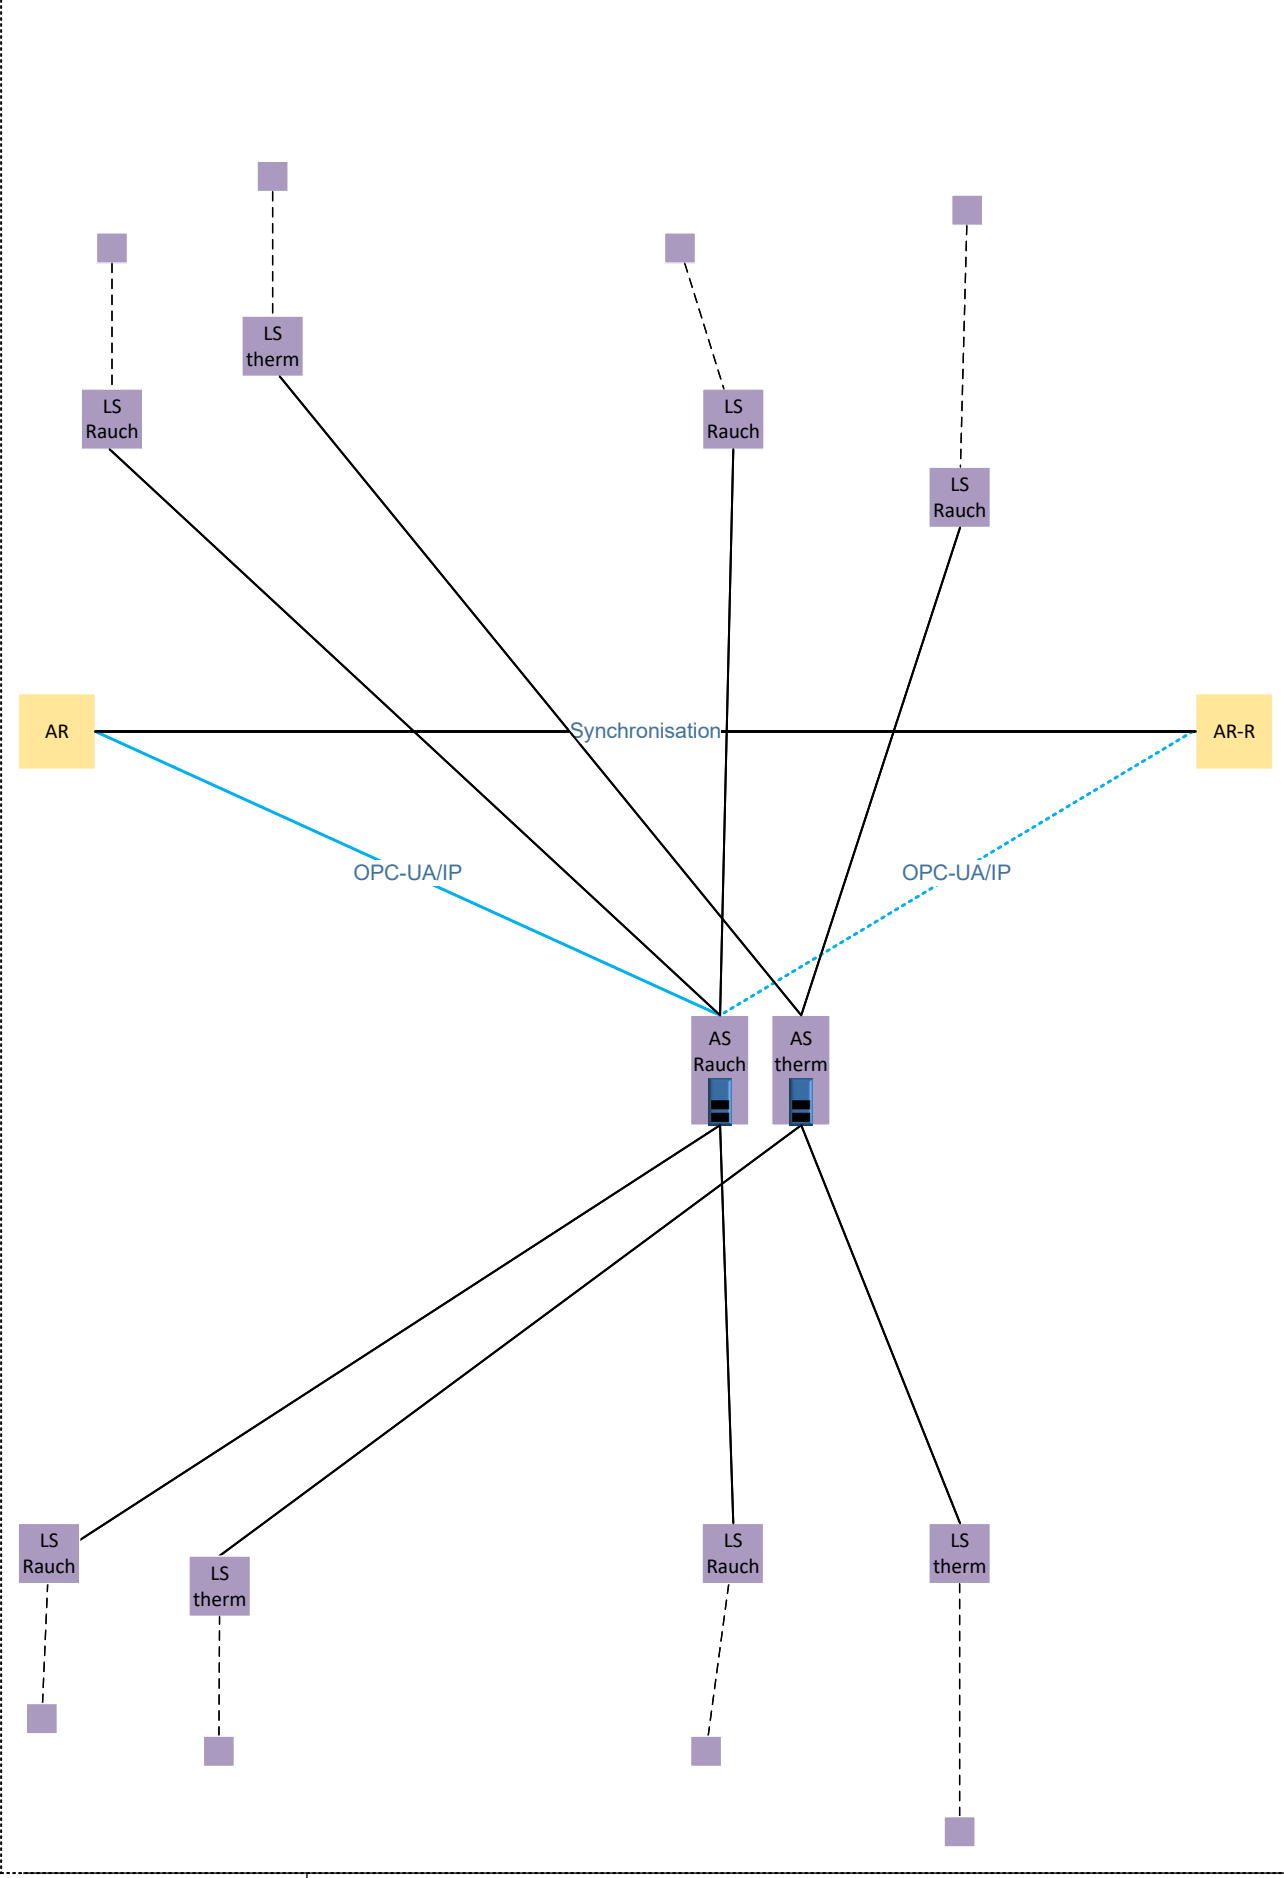 LS
therm
LS
Rauch
LS
Rauch
LS
Rauch
AR
Synchronisation
AR-R
OPC-UA/IP
OPC-UA/IP
AS
Rauch
AS
therm
LS
Rauch
LS
therm
LS
Rauch
LS
therm